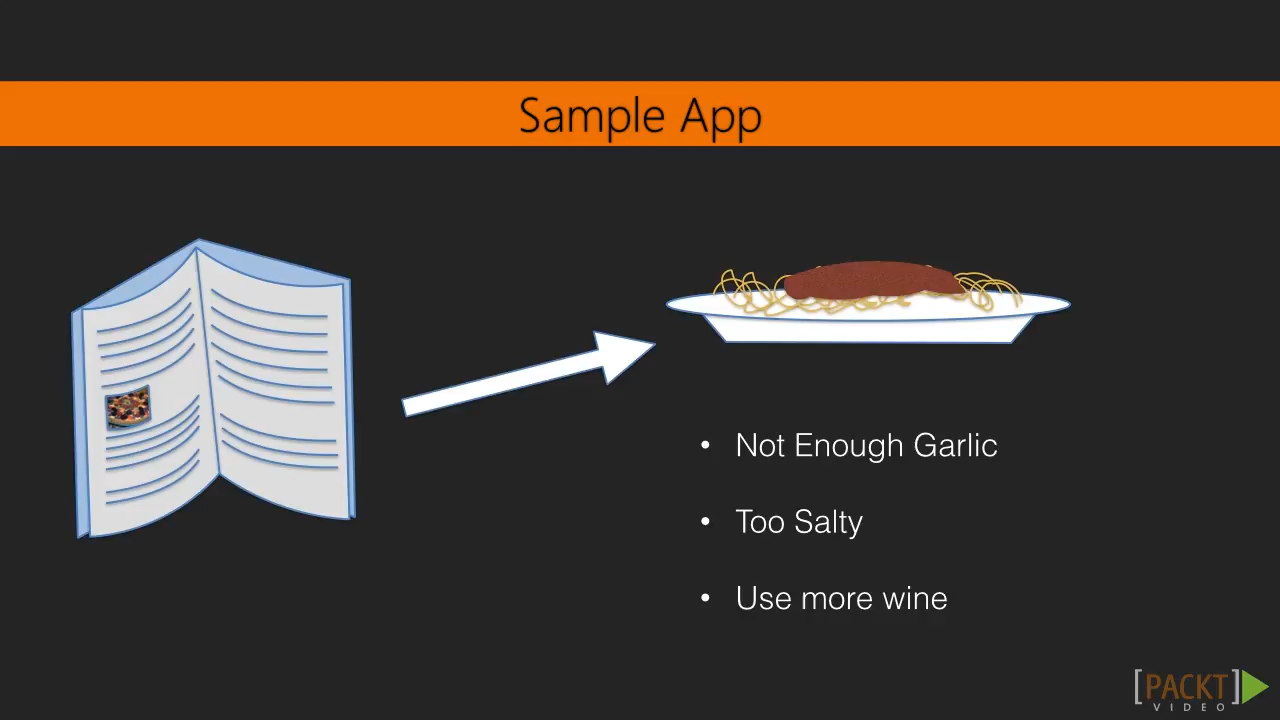 Sample App
• Not Enough Garlic
• Too Salty
• Use more wine
[PACKT]
VIDEO